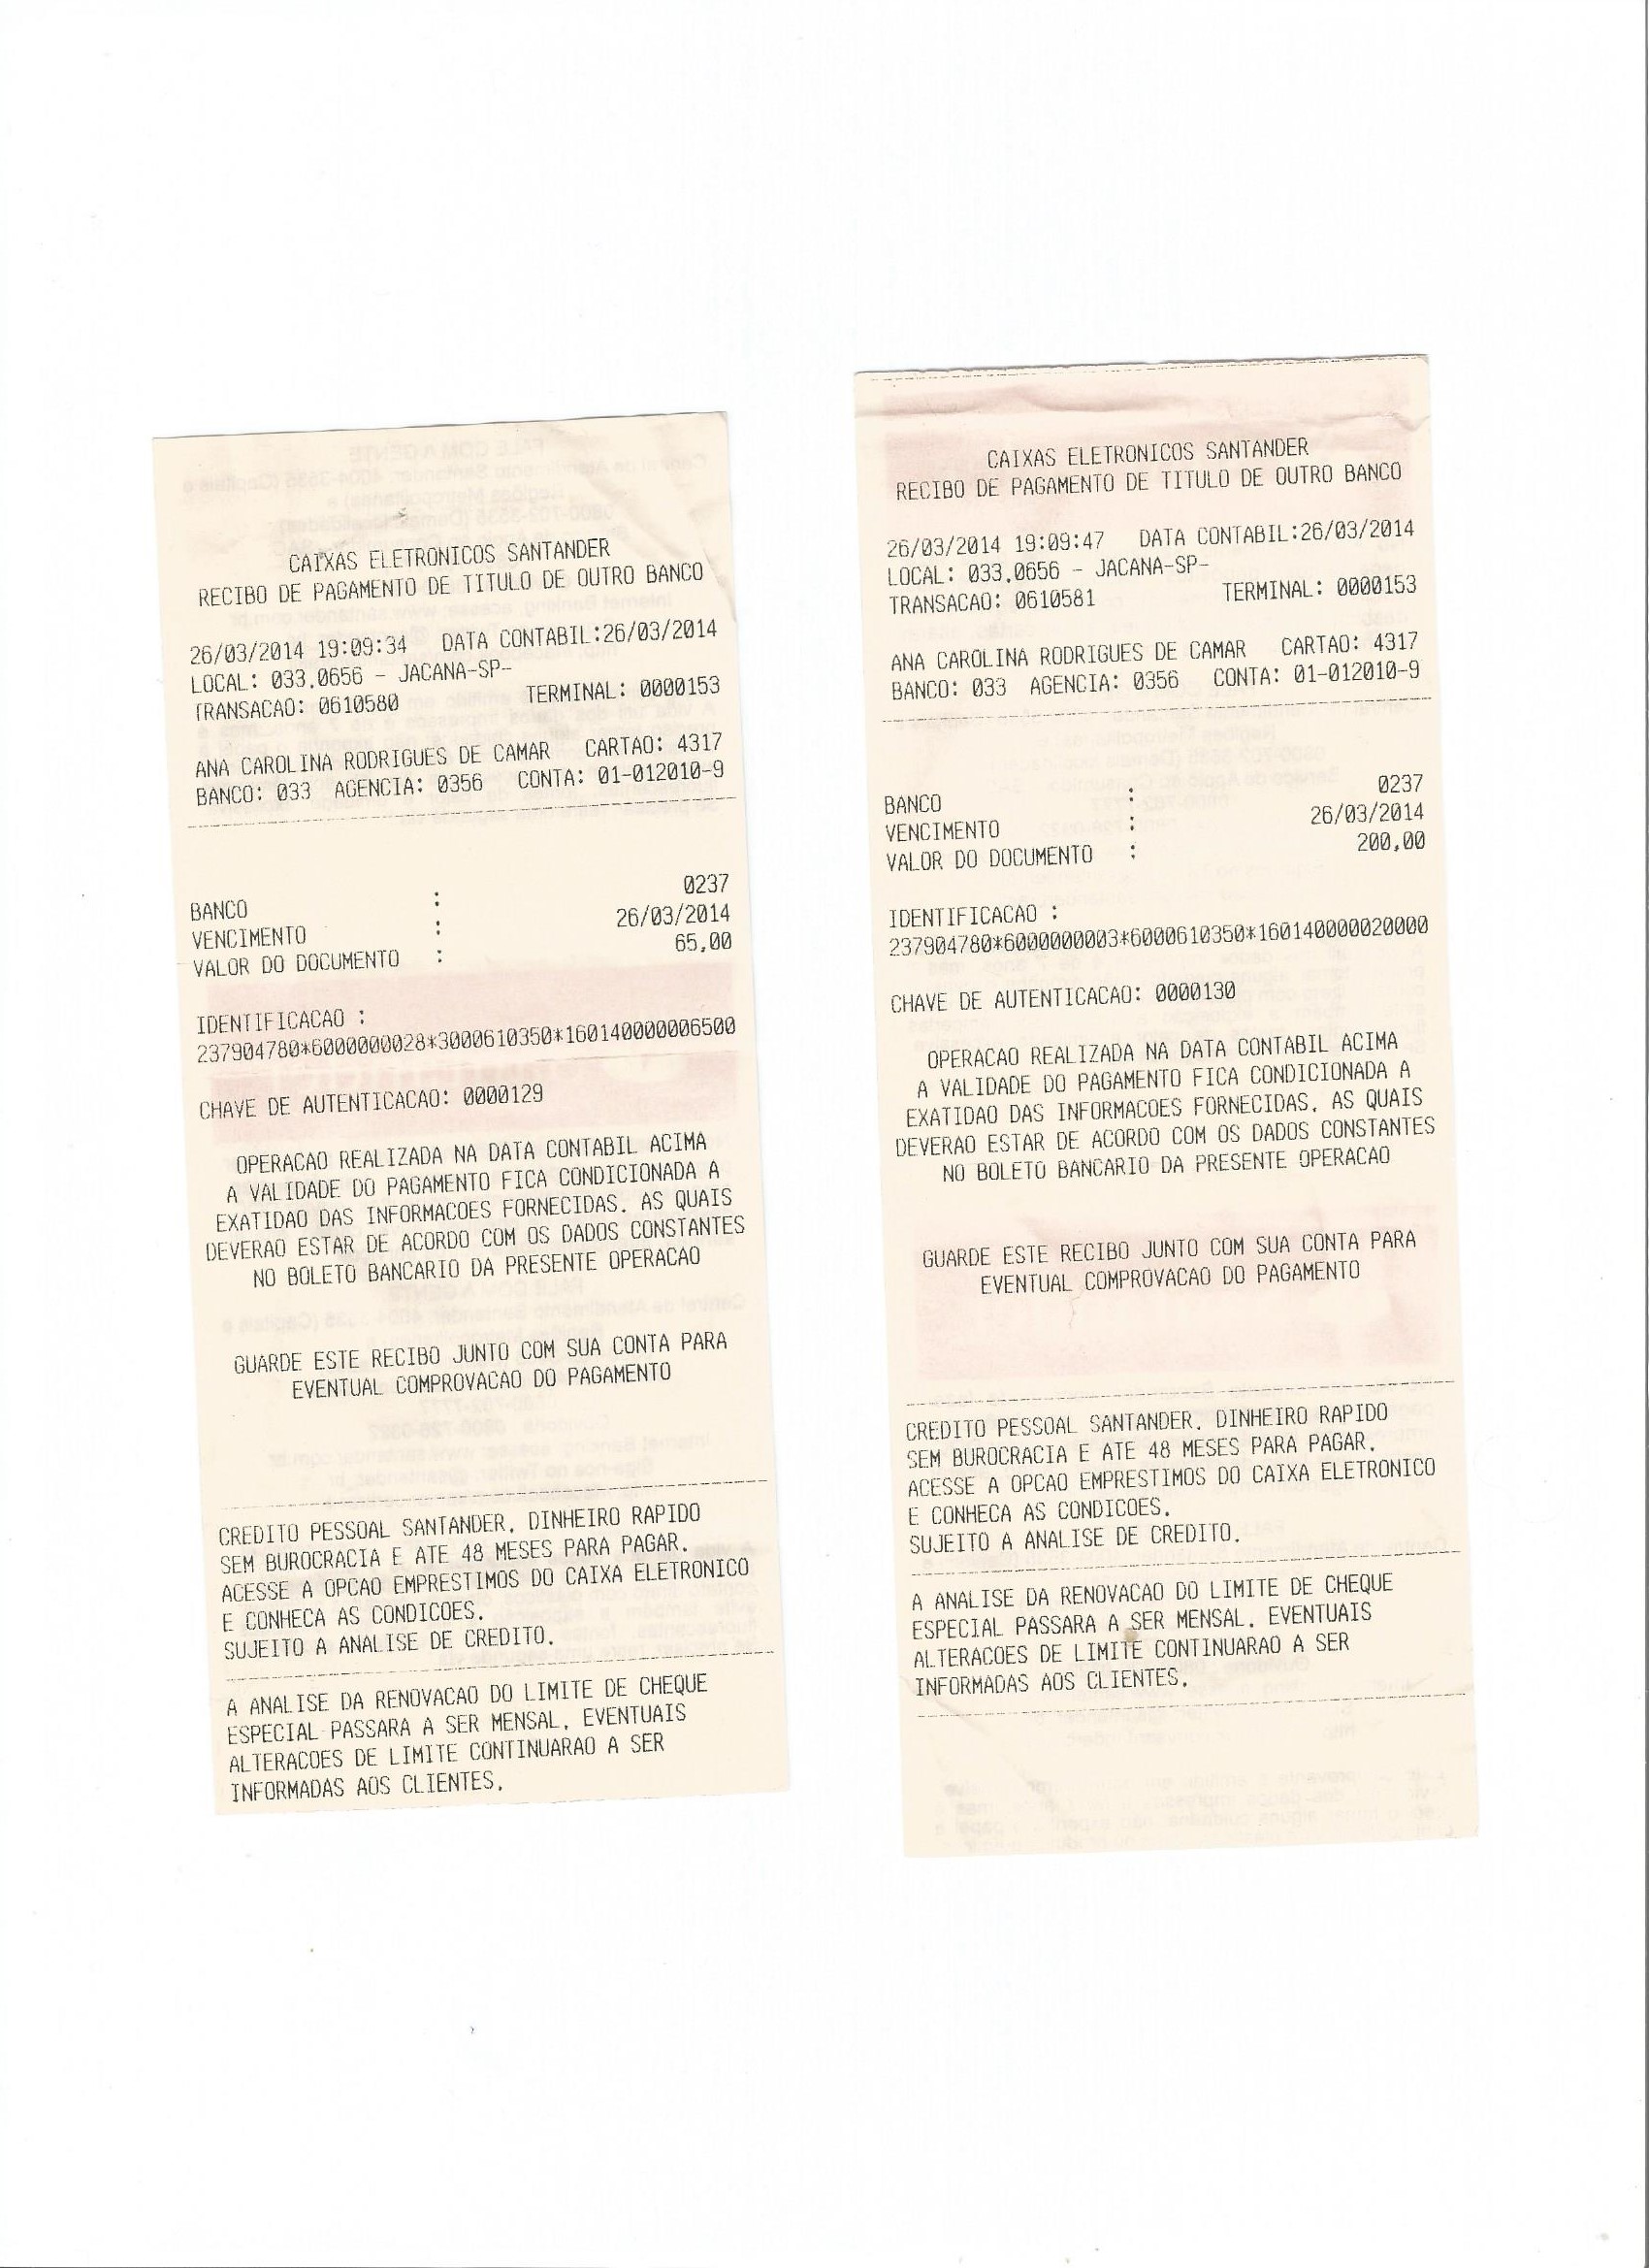 CAIXAS ELETRONICOS SANTANDER
RECIBO DE PAGAMENTO DE TITULO DE OUTRO BANCO
26/03/2014 19:09:34 DATA CONTABIL:26/03/2014
LOCAL: 033.0656 - JACANA-SP-
TRANSACAO: 0610580 TERMINAL: 0000153
ANA CAROLINA RODRIGUES DE CAMAR CARTAO: 4317
BANCO: 033 AGENCIA: 0356 CONTA: 01-012010-9
BANCO : 0237
VENCIMENTO : 26/03/2014
VALOR DO DOCUMENTO : 65,00
IDENTIFICACAO :
237904780*6000000028*3000610350*160140000006500
CHAVE DE AUTENTICACAO: 0000129
OPERACAO REALIZADA NA DATA CONTABIL ACIMA
A VALIDADE DO PAGAMENTO FICA CONDICIONADA A
EXATIDAO DAS INFORMACOES FORNECIDAS. AS QUAIS
DEVERAO ESTAR DE ACORDO COM OS DADOS CONSTANTES
NO BOLETO BANCARIO DA PRESENTE OPERACAO
GUARDE ESTE RECIBO JUNTO COM SUA CONTA PARA
EVENTUAL COMPROVACAO DO PAGAMENTO
CREDITO PESSOAL SANTANDER. DINHEIRO RAPIDO
SEM BUROCRACIA E ATE 48 MESES PARA PAGAR.
ACESSE A OPCAO EMPRESTIMOS DO CAIXA ELETRONICO
E CONHECA AS CONDICOES.
SUJEITO A ANALISE DE CREDITO.
A ANALISE DA RENOVACAO DO LIMITE DE CHEQUE
ESPECIAL PASSARA A SER MENSAL. EVENTUAIS
ALTERACOES DE LIMITE CONTINUARAO A SER
INFORMADAS AOS CLIENTES.
CAIXAS ELETRONICOS SANTANDER
RECIBO DE PAGAMENTO DE TITULO DE OUTRO BANCO
26/03/2014 19:09:47 DATA CONTABIL:26/03/2014
LOCAL: 033.0656 - JACANA-SP-
TRANSACAO: 0610581 TERMINAL: 0000153
ANA CAROLINA RODRIGUES DE CAMAR CARTAO: 4317
BANCO: 033 AGENCIA: 0356 CONTA: 01-012010-9
BANCO : 0237
VENCIMENTO : 26/03/2014
VALOR DO DOCUMENTO : 200,00
IDENTIFICACAO :
237904780*6000000003*6000610350*160140000020000
CHAVE DE AUTENTICACAO: 0000130
OPERACAO REALIZADA NA DATA CONTABIL ACIMA
A VALIDADE DO PAGAMENTO FICA CONDICIONADA A
EXATIDAO DAS INFORMACOES FORNECIDAS. AS QUAIS
DEVERAO ESTAR DE ACORDO COM OS DADOS CONSTANTES
NO BOLETO BANCARIO DA PRESENTE OPERACAO
GUARDE ESTE RECIBO JUNTO COM SUA CONTA PARA
EVENTUAL COMPROVACAO DO PAGAMENTO
CREDITO PESSOAL SANTANDER. DINHEIRO RAPIDO
SEM BUROCRACIA E ATE 48 MESES PARA PAGAR.
ACESSE A OPCAO EMPRESTIMOS DO CAIXA ELETRONICO
E CONHECA AS CONDICOES.
SUJEITO A ANALISE DE CREDITO.
A ANALISE DA RENOVACAO DO LIMITE DE CHEQUE
ESPECIAL PASSARA A SER MENSAL. EVENTUAIS
ALTERACOES DE LIMITE CONTINUARAO A SER
INFORMADAS AOS CLIENTES.